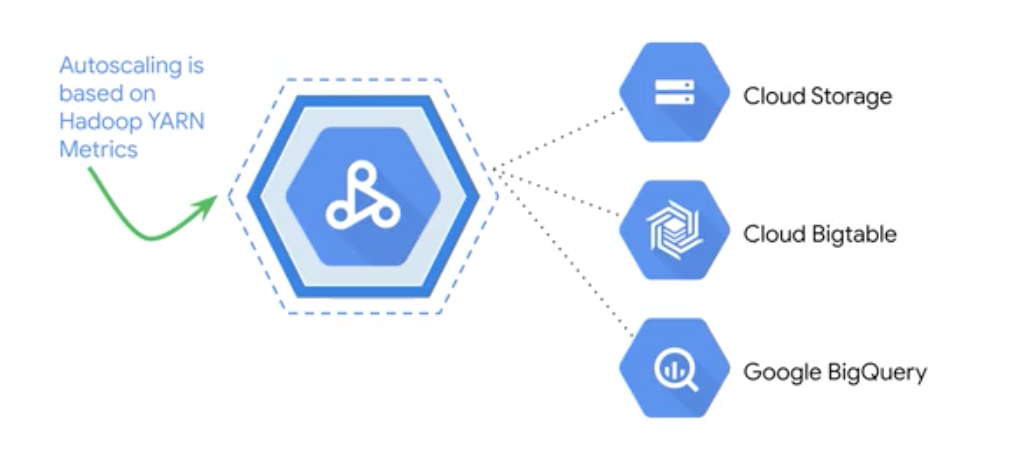 Autoscaling is
based on
Hadoop YARN
Metrics
Cloud Storage
Cloud Bigtable
Google BigQuery